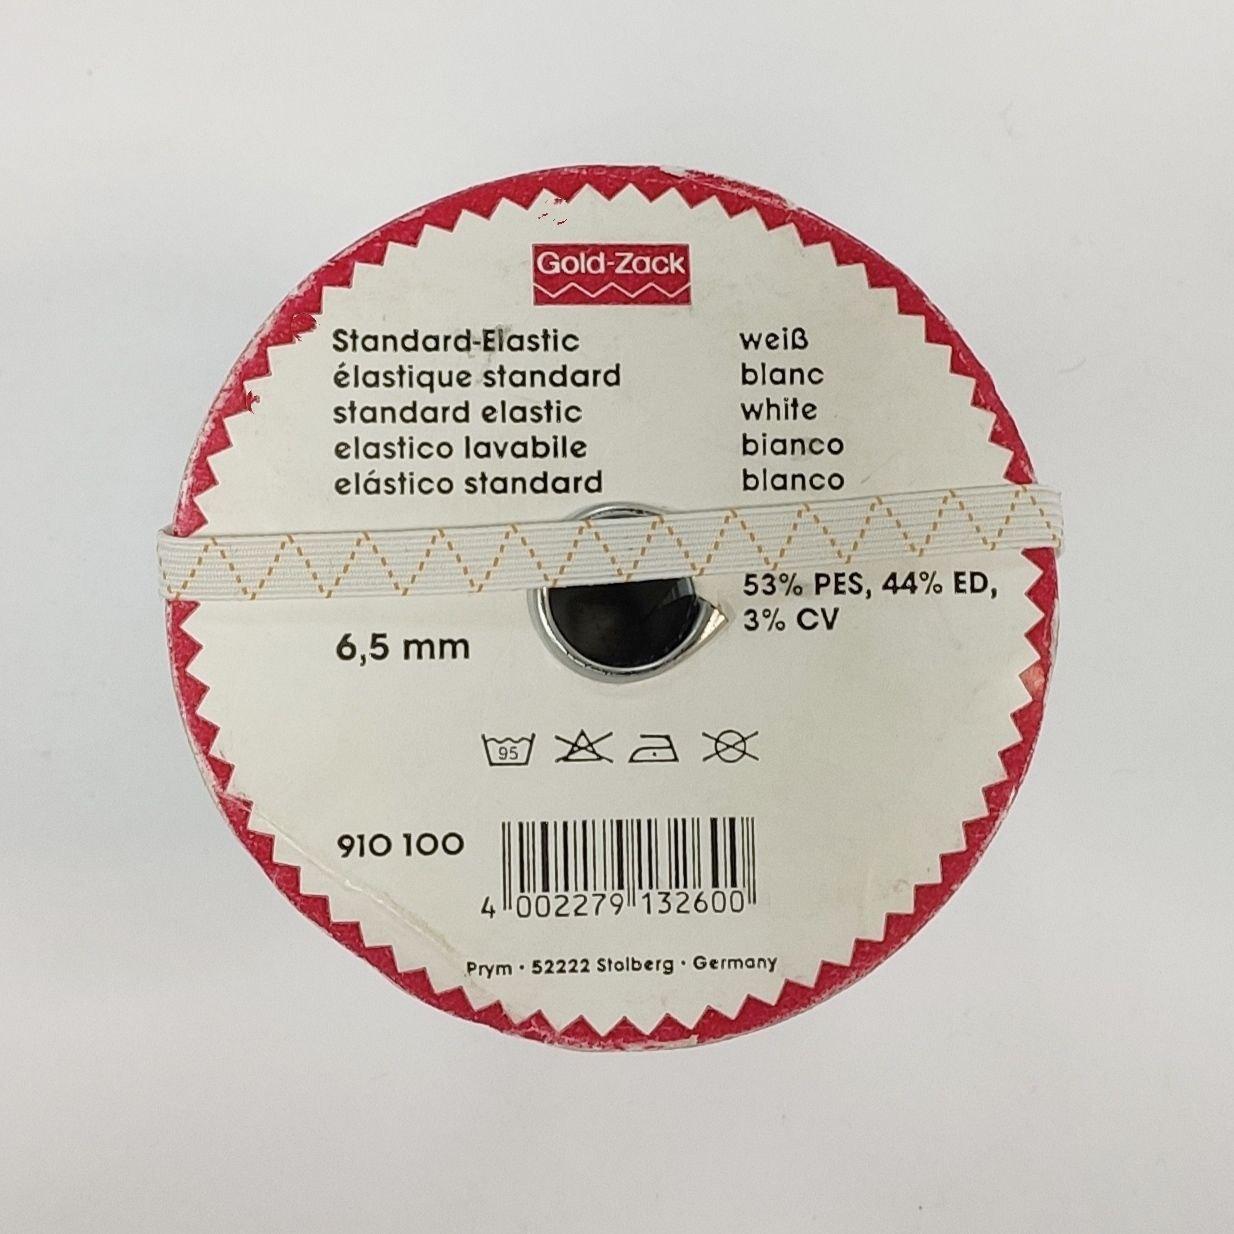 Gold-Zack
Standard-Elastic weiß
élastique standard blanc
standard elastic white
elastico lavabile bianco
elástico standard blanco
53% PES, 44% ED,
3% CV
6,5 mm
95
910 100
4 002279 132600
Prym · 52222 Stolberg · Germany